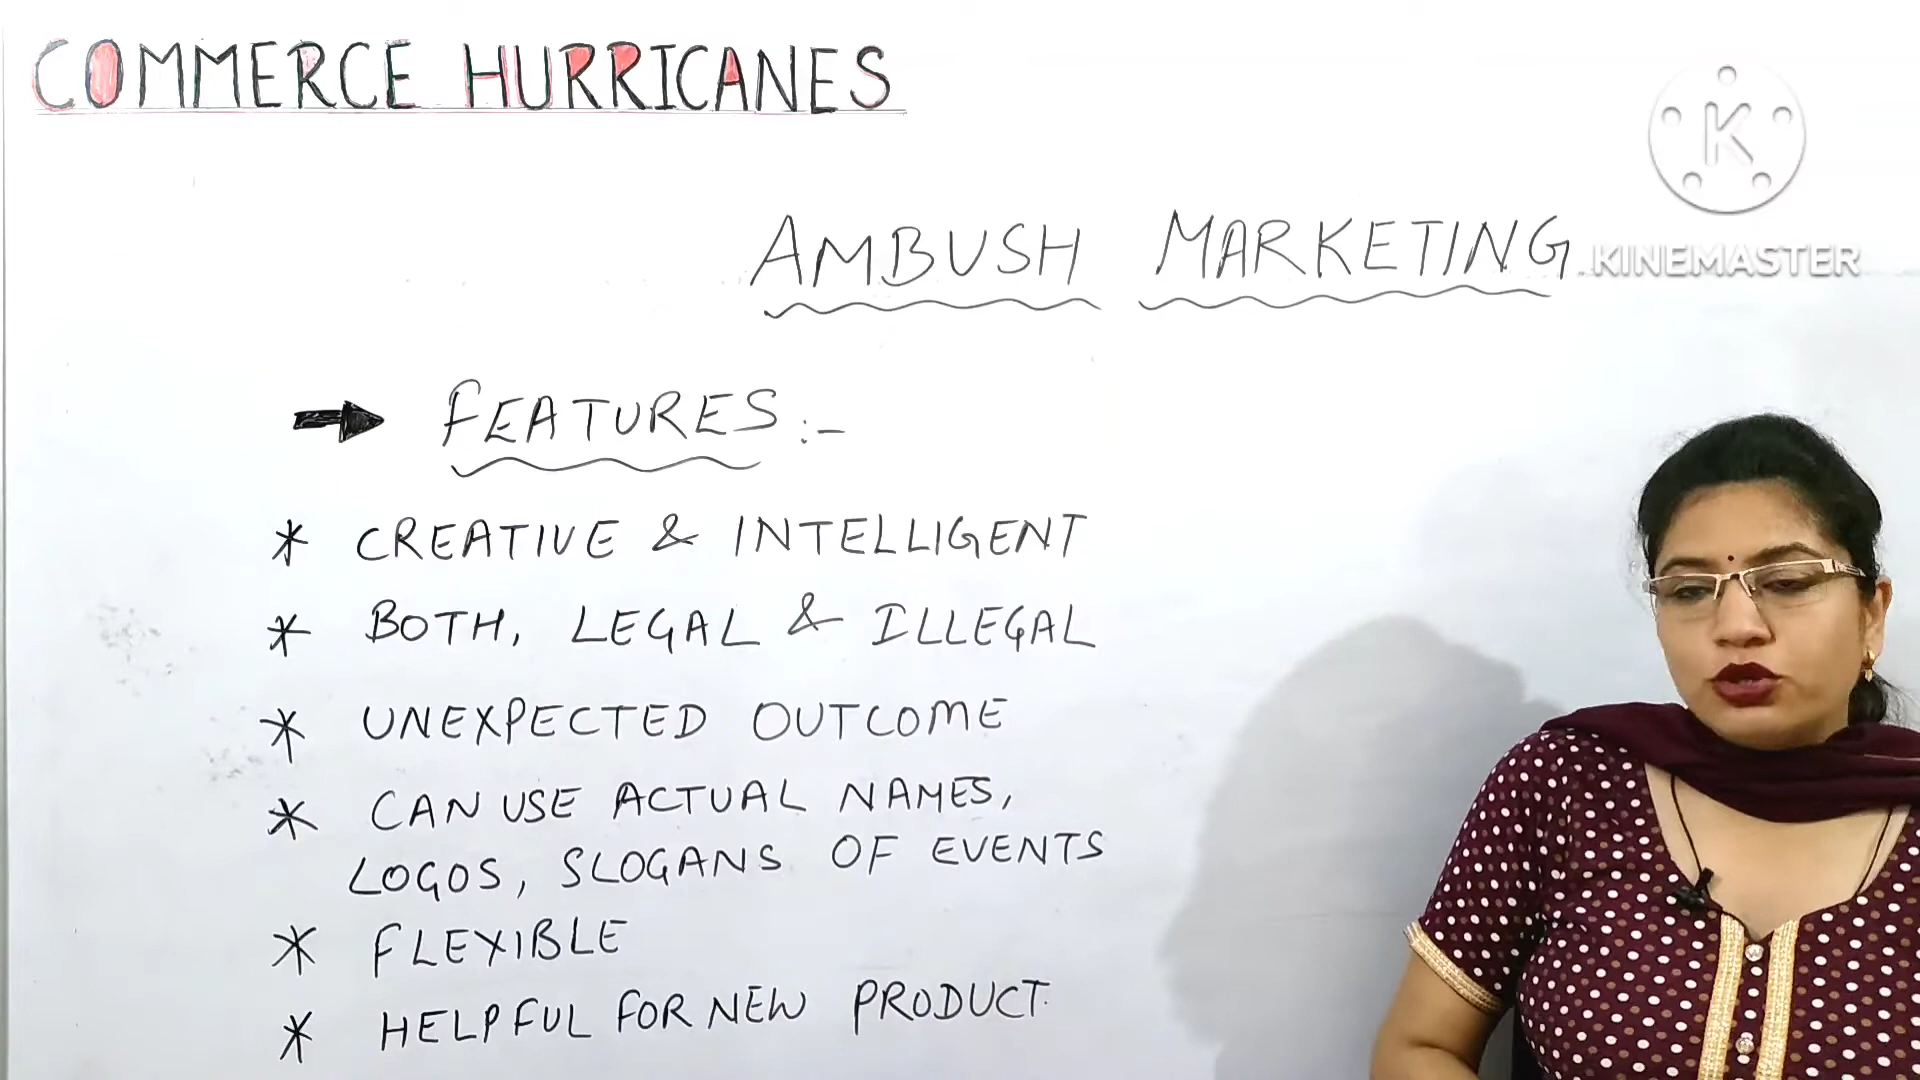 COMMERCE HURRICANES
K
KINEMASTER
AMBUSH MARKETING
→ FEATURES :-
* CREATIVE & INTELLIGENT
* BOTH, LEGAL & ILLEGAL
* UNEXPECTED OUTCOME
* CAN USE ACTUAL NAMES,
LOGOS, SLOGANS OF EVENTS
* FLEXIBLE
* HELPFUL FOR NEW PRODUCT.